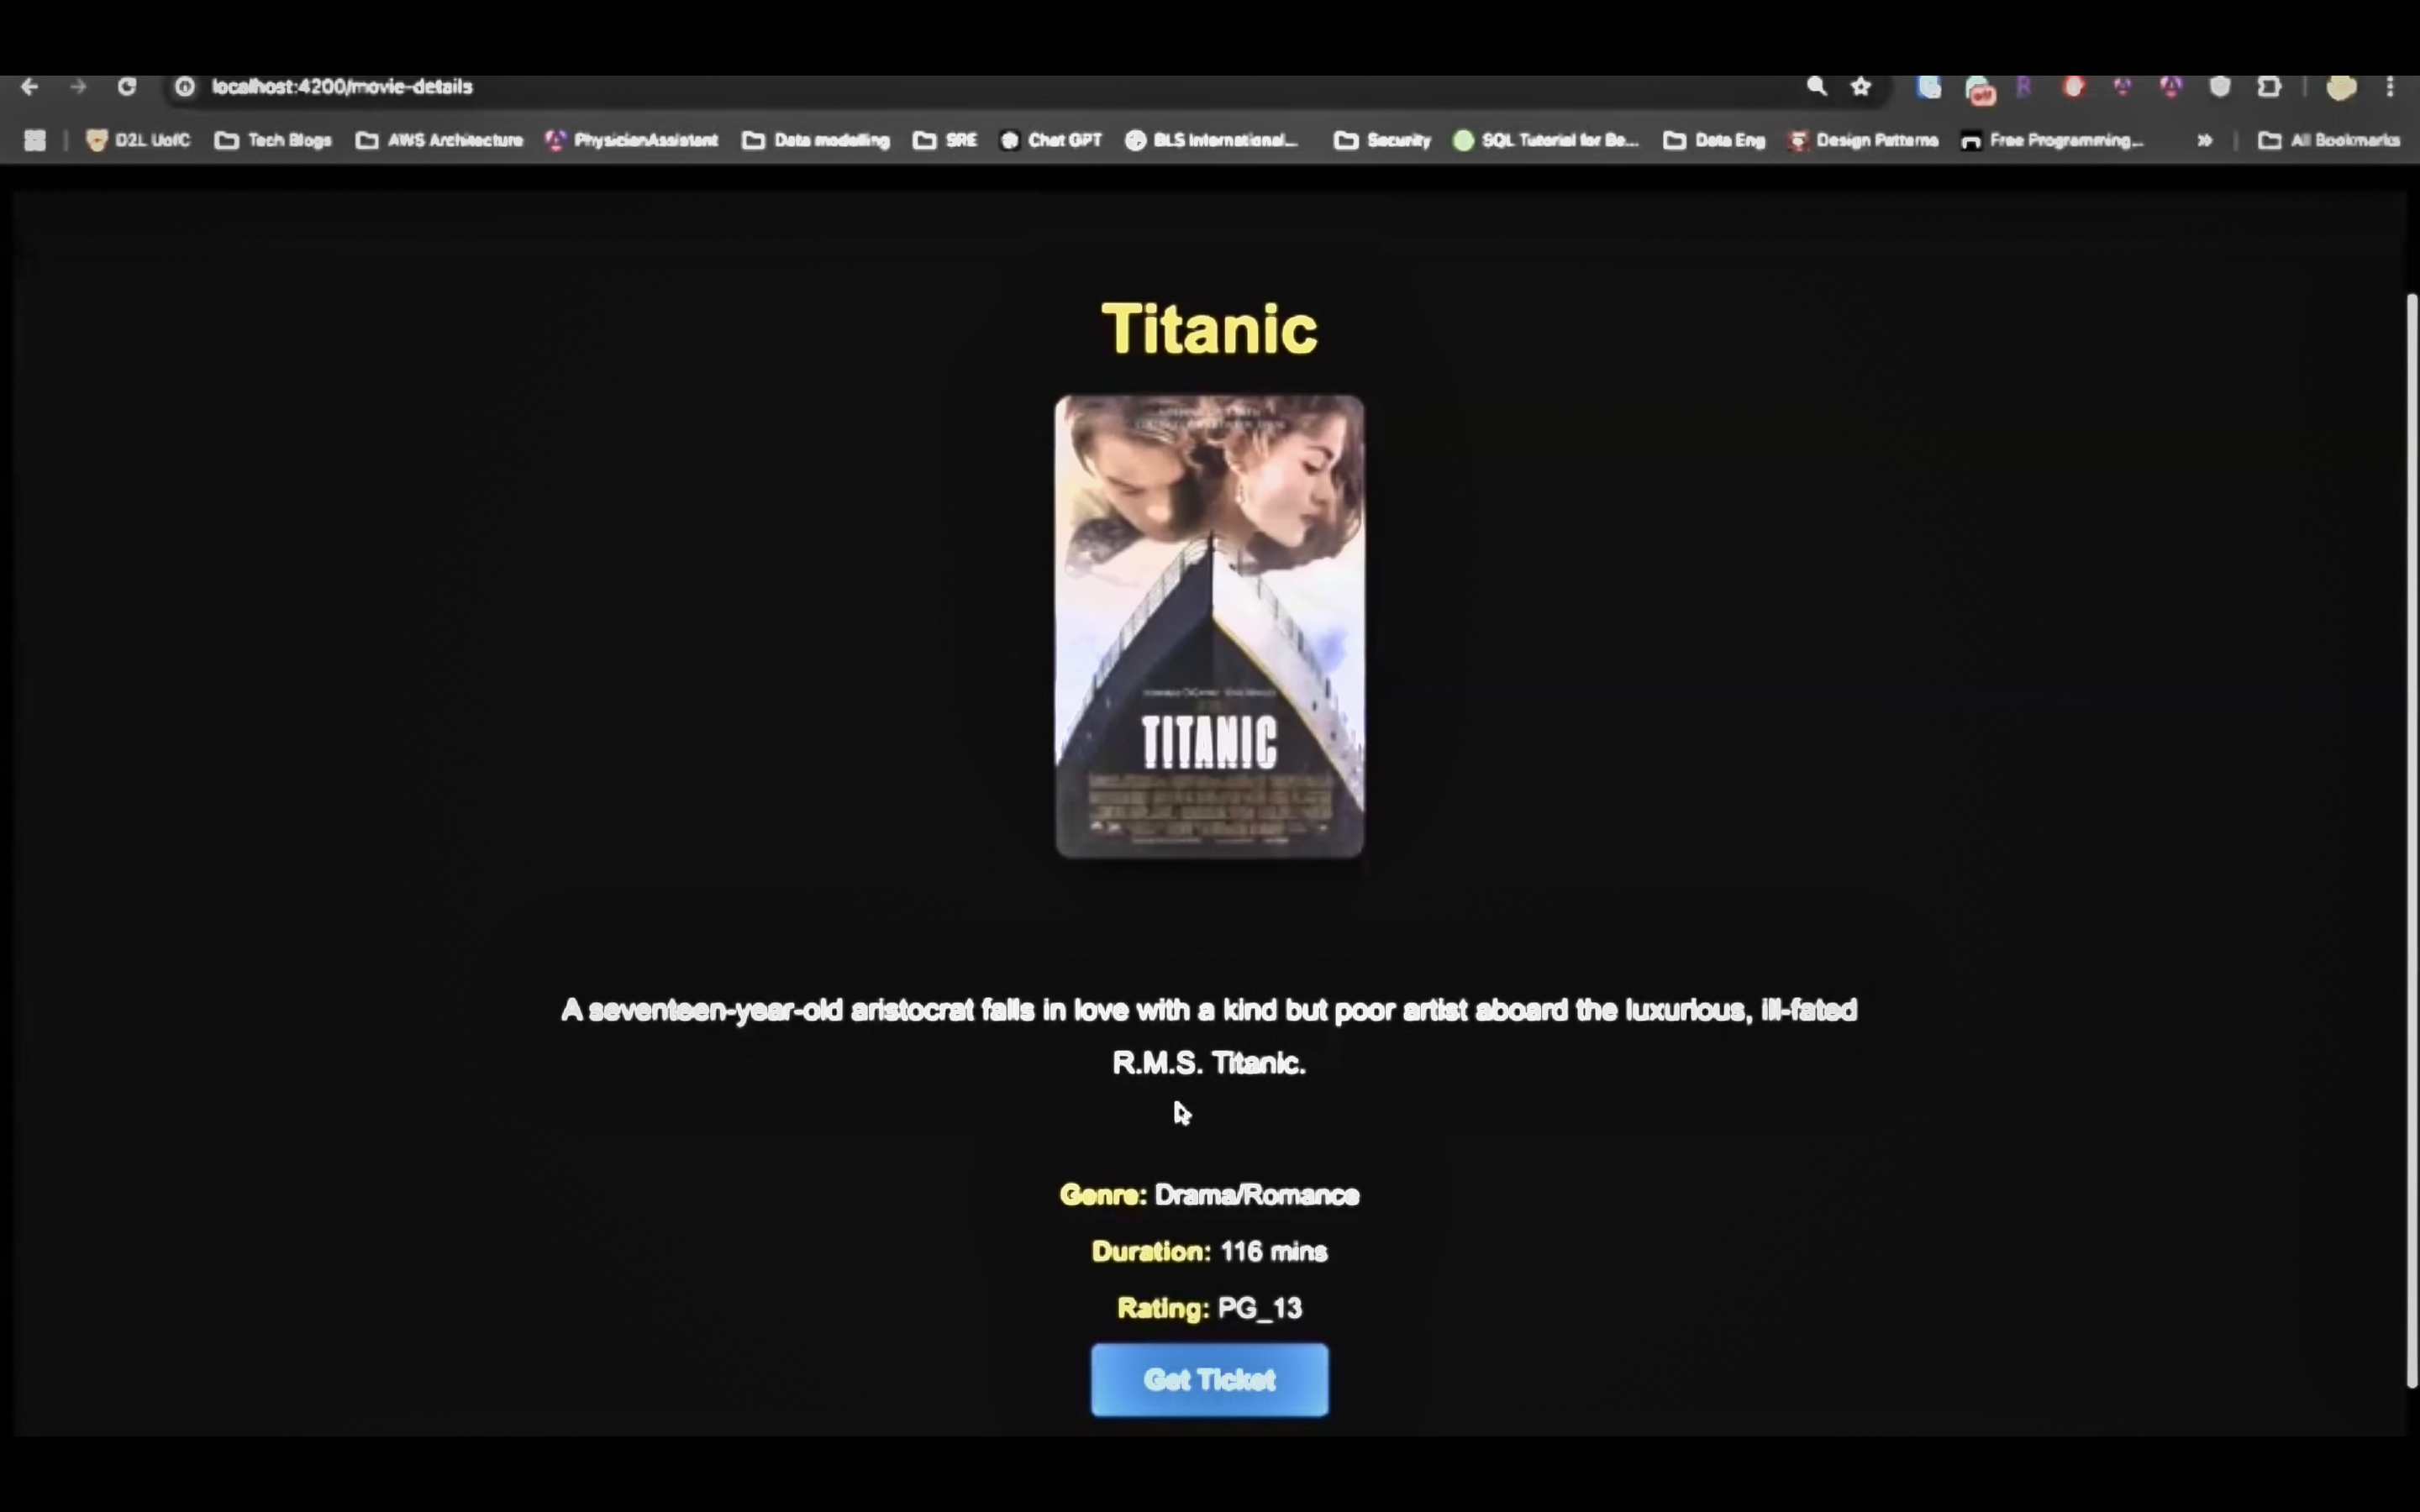 localhost:4200/movie-details
D2L UofC
Tech Blogs
AWS Architecture
PhysicianAssistant
Data modelling
SRE
Chat GPT
BLS International...
Security
SQL Tutorial for Be...
Data Eng
Design Patterns
Free Programming...
All Bookmarks
Titanic
TITANIC
A seventeen-year-old aristocrat falls in love with a kind but poor artist aboard the luxurious, ill-fated
R.M.S. Titanic.
Genre: Drama/Romance
Duration: 116 mins
Rating: PG_13
Get Ticket